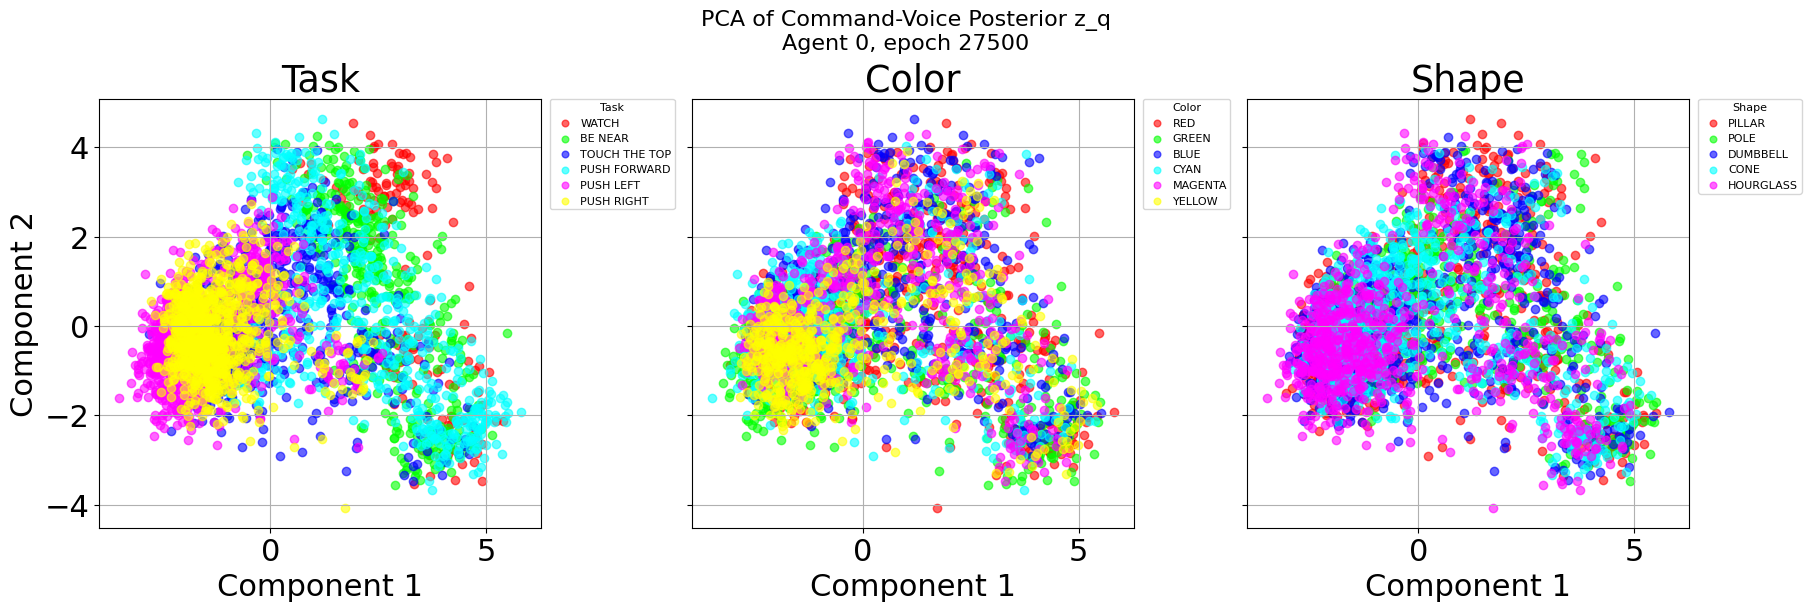 PCA of Command-Voice Posterior z_q
Agent 0, epoch 27500
Task
Color
Shape
Component 2
4
2
0
−2
−4
0
5
Component 1
Task
WATCH
BE NEAR
TOUCH THE TOP
PUSH FORWARD
PUSH LEFT
PUSH RIGHT
0
5
Component 1
Color
RED
GREEN
BLUE
CYAN
MAGENTA
YELLOW
0
5
Component 1
Shape
PILLAR
POLE
DUMBBELL
CONE
HOURGLASS